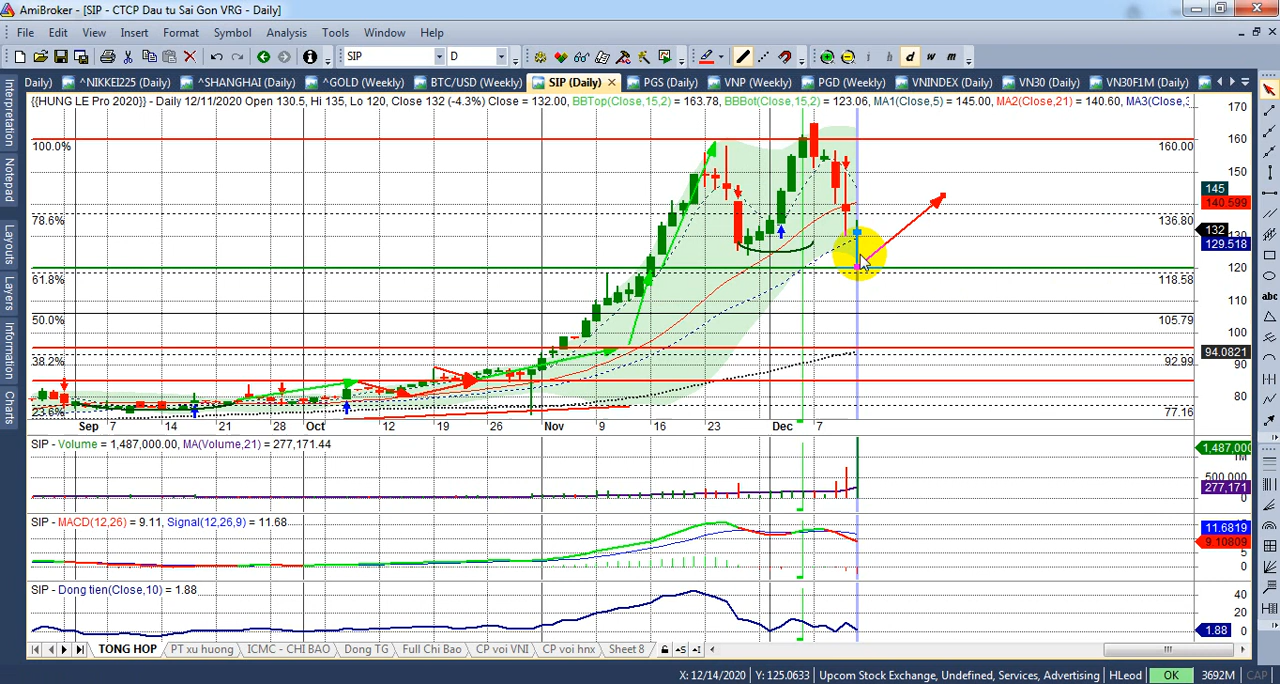 AmiBroker - [SIP - CTCP Dau tu Sai Gon VRG - Daily]
File Edit View Insert Format Symbol Analysis Tools Window Help
SIP D d w m
Daily) ^NIKKEI225 (Daily) ^SHANGHAI (Daily) ^GOLD (Weekly) BTC/USD (Weekly) SIP (Daily) PGS (Daily) VNP (Weekly) PGD (Weekly) VNINDEX (Daily) VN30 (Daily) VN30F1M (Daily)
{{HUNG LE Pro 2020}} - Daily 12/11/2020 Open 130.5, Hi 135, Lo 120, Close 132 (-4.3%) Close = 132.00, BBTop(Close,15,2) = 163.78, BBBot(Close,15,2) = 123.06, MA1(Close,5) = 145.00, MA2(Close,21) = 140.60, MA3(Close,
Interpretation
Notepad
Layouts
Layers
Information
Charts
abc
100.0% 160.00
78.6% 136.80
61.8% 118.58
50.0% 105.79
38.2% 92.99
23.6% 77.16
170
160
150
145
140.599
132
130
129.518
120
110
100
94.0821
90
80
Sep 7 14 21 28 Oct 12 19 26 Nov 9 16 23 Dec 7
SIP - Volume = 1,487,000.00, MA(Volume,21) = 277,171.44
1,487,000
1M
500,000
277,171
0
SIP - MACD(12,26) = 9.11, Signal(12,26,9) = 11.68
11.6819
9.10809
5
0
SIP - Dong tien(Close,10) = 1.88
40
20
1.88
0
TONG HOP PT xu huong ICMC - CHI BAO Dong TG Full Chi Bao CP voi VNI CP voi hnx Sheet 8
X: 12/14/2020 Y: 125.0633 Upcom Stock Exchange, Undefined, Services, Advertising HLeod OK 3692M CAP